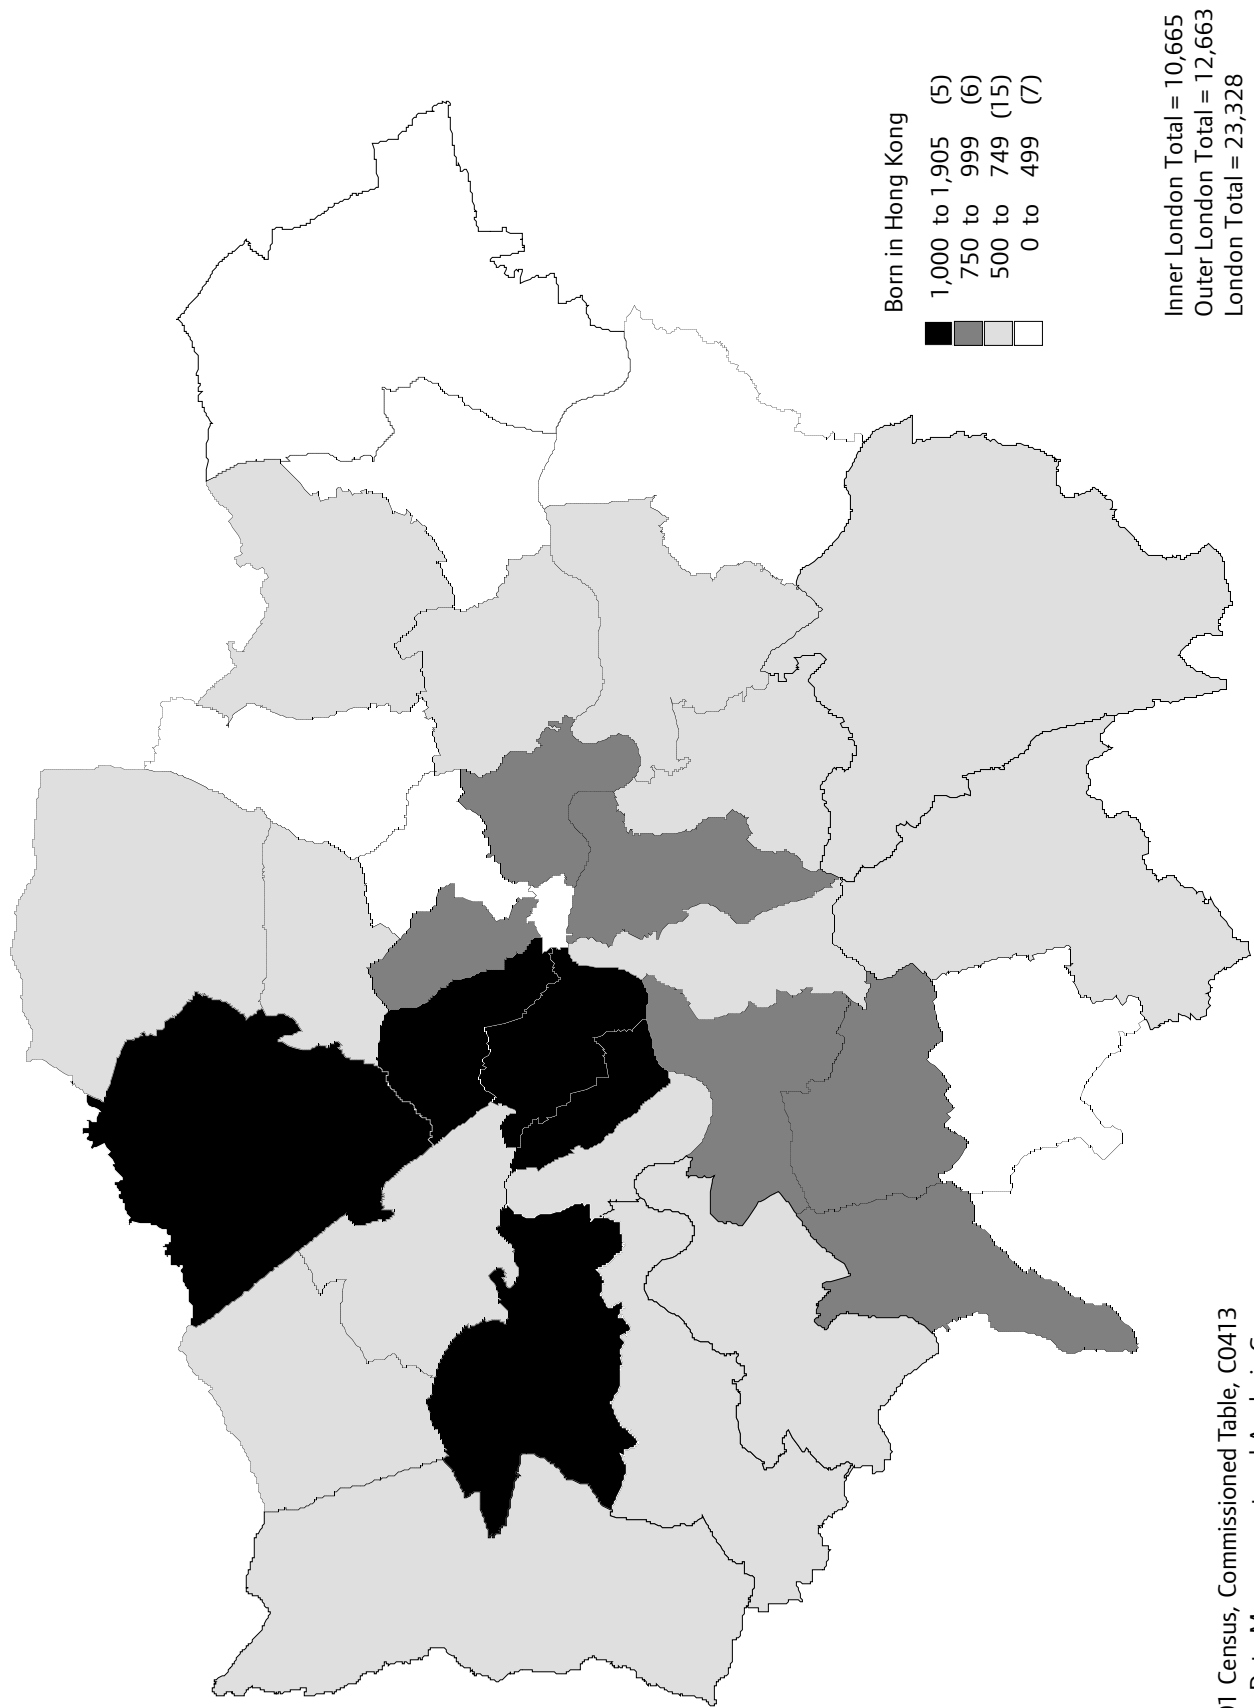 Born in Hong Kong
1,000 to 1,905 (5)
750 to 999 (6)
500 to 749 (15)
0 to 499 (7)
Inner London Total = 10,665
Outer London Total = 12,663
London Total = 23,328
Census, Commissioned Table, C0413